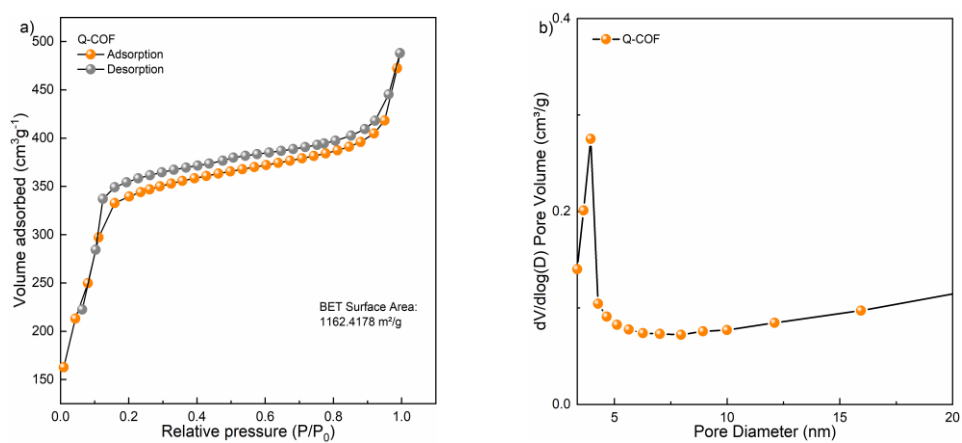 a)
Q-COF
Adsorption
Desorption
500
450
400
350
300
250
200
150
Volume adsorbed (cm³g⁻¹)
BET Surface Area:
1162.4178 m²/g
0.0 0.2 0.4 0.6 0.8 1.0
Relative pressure (P/P₀)
b)
Q-COF
0.4
0.2
0.0
dV/dlog(D) Pore Volume (cm³/g)
5 10 15 20
Pore Diameter (nm)